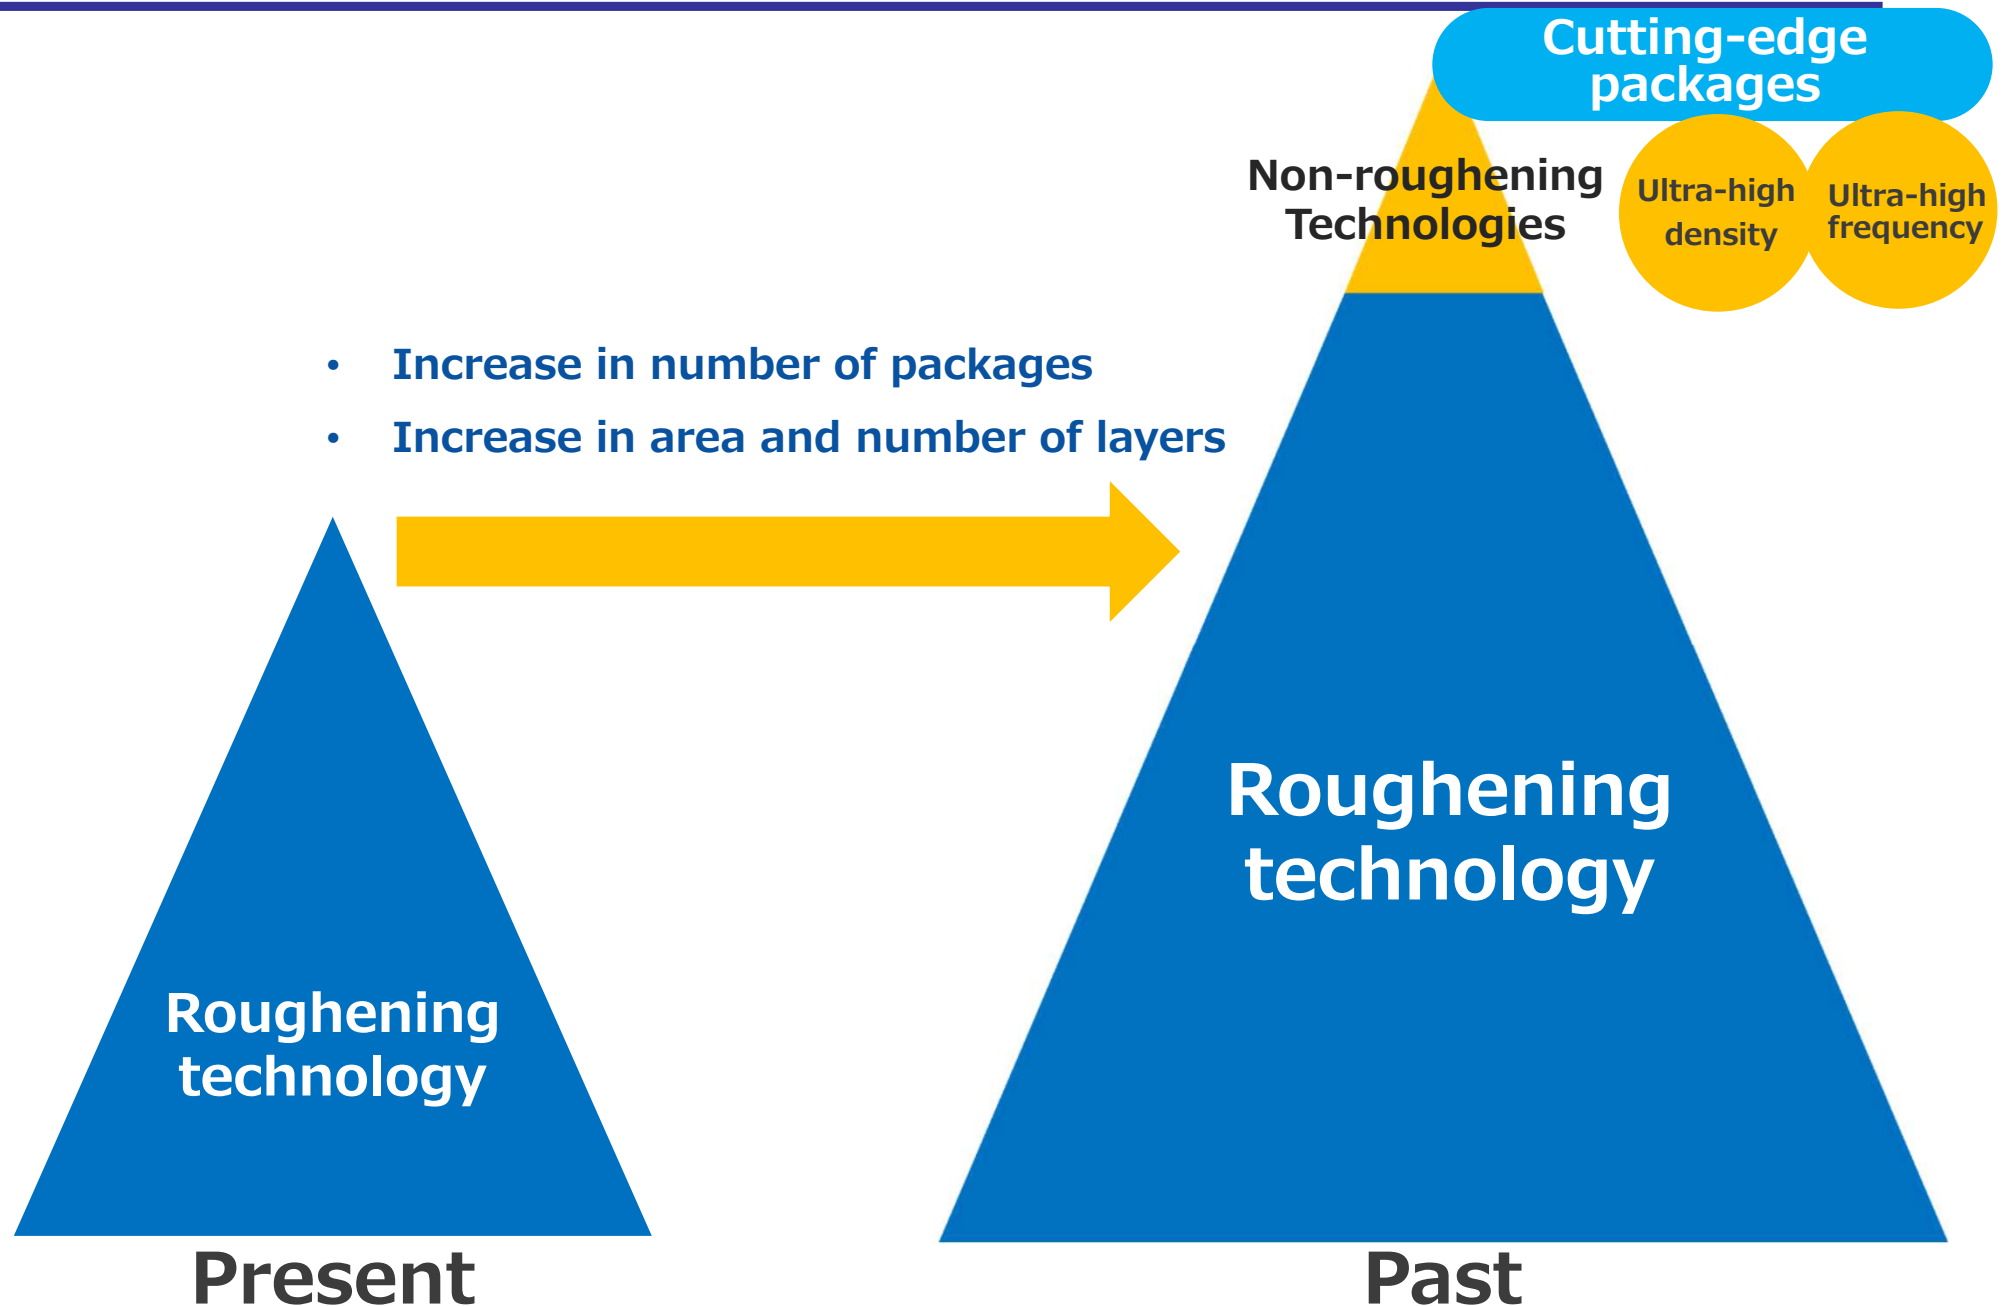 Cutting-edge
packages
Non-roughening
Technologies
Ultra-high
density
Ultra-high
frequency
• Increase in number of packages
• Increase in area and number of layers
Roughening
technology
Roughening
technology
Present
Past